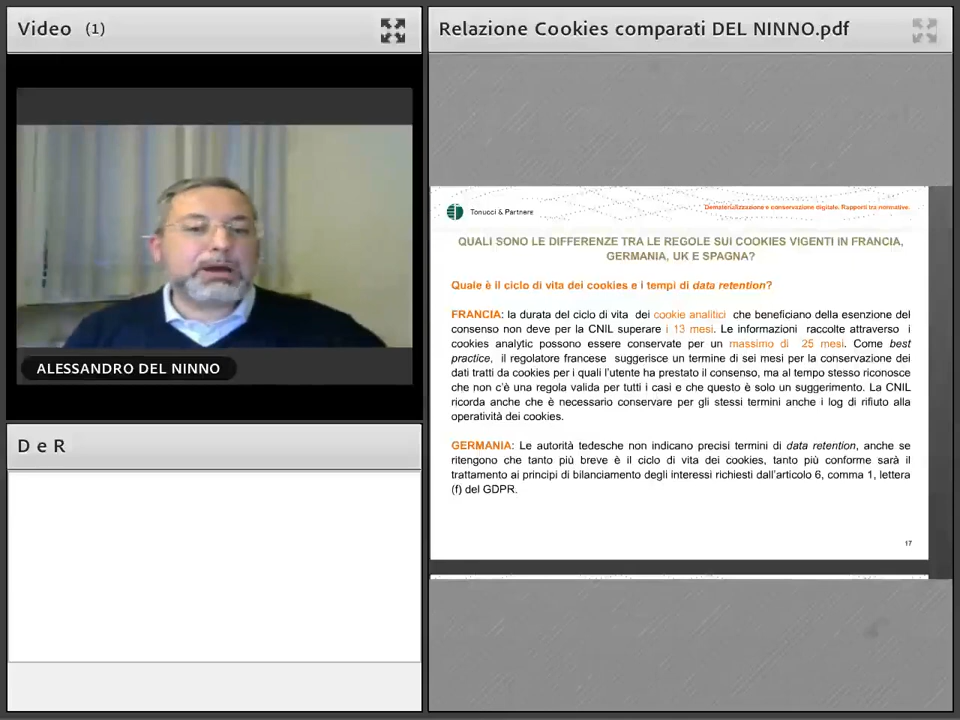 Video (1)
ALESSANDRO DEL NINNO
D e R
Relazione Cookies comparati DEL NINNO.pdf
Tonucci & Partners
Dematerializzazione e conservazione digitale. Rapporti tra normative.
QUALI SONO LE DIFFERENZE TRA LE REGOLE SUI COOKIES VIGENTI IN FRANCIA,
GERMANIA, UK E SPAGNA?
Quale è il ciclo di vita dei cookies e i tempi di data retention?
FRANCIA: la durata del ciclo di vita dei cookie analitici che beneficiano della esenzione del
consenso non deve per la CNIL superare i 13 mesi. Le informazioni raccolte attraverso i
cookies analytic possono essere conservate per un massimo di 25 mesi. Come best
practice, il regolatore francese suggerisce un termine di sei mesi per la conservazione dei
dati tratti da cookies per i quali l'utente ha prestato il consenso, ma al tempo stesso riconosce
che non c'è una regola valida per tutti i casi e che questo è solo un suggerimento. La CNIL
ricorda anche che è necessario conservare per gli stessi termini anche i log di rifiuto alla
operatività dei cookies.
GERMANIA: Le autorità tedesche non indicano precisi termini di data retention, anche se
ritengono che tanto più breve è il ciclo di vita dei cookies, tanto più conforme sarà il
trattamento ai principi di bilanciamento degli interessi richiesti dall'articolo 6, comma 1, lettera
(f) del GDPR.
17